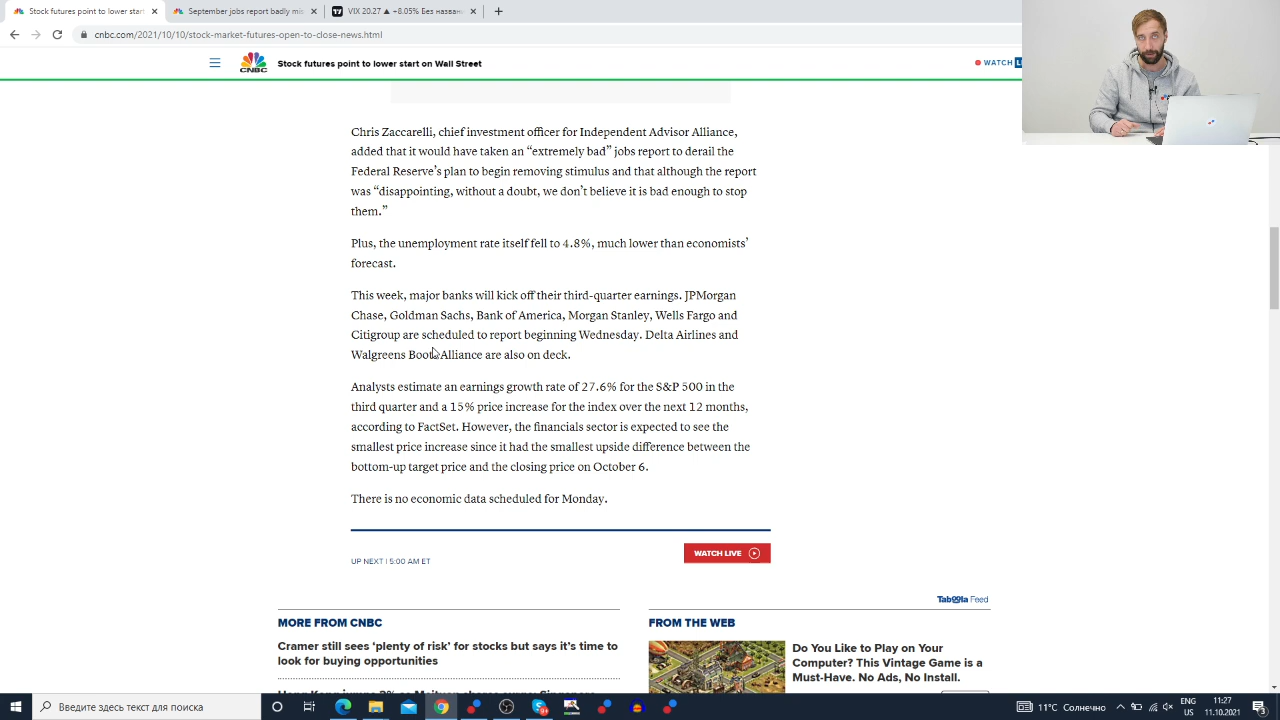 Stock futures point to lower start
September jobs report badly mis
VIX 20.27 ▲ +8.05% Без назван
cnbc.com/2021/10/10/stock-market-futures-open-to-close-news.html
CNBC
Stock futures point to lower start on Wall Street
WATCH
Chris Zaccarelli, chief investment officer for Independent Advisor Alliance,
added that it would have taken an “extremely bad” jobs report to derail the
Federal Reserve’s plan to begin removing stimulus and that although the report
was “disappointing, without a doubt, we don’t believe it is bad enough to stop
them.”
Plus, the unemployment rate itself fell to 4.8%, much lower than economists’
forecast.
This week, major banks will kick off their third-quarter earnings. JPMorgan
Chase, Goldman Sachs, Bank of America, Morgan Stanley, Wells Fargo and
Citigroup are scheduled to report beginning Wednesday. Delta Airlines and
Walgreens Boots Alliance are also on deck.
Analysts estimate an earnings growth rate of 27.6% for the S&P 500 in the
third quarter and a 15% price increase for the index over the next 12 months,
according to FactSet. However, the financials sector is expected to see the
smallest price increase since it had the smallest upside difference between the
bottom-up target price and the closing price on October 6.
There is no economic data scheduled for Monday.
WATCH LIVE
UP NEXT | 5:00 AM ET
Taboola Feed
MORE FROM CNBC
Cramer still sees ‘plenty of risk’ for stocks but says it’s time to
look for buying opportunities
FROM THE WEB
Do You Like to Play on Your
Computer? This Vintage Game is a
Must-Have. No Ads, No Install.
Введите здесь текст для поиска
11°C Солнечно
ENG
US
11:27
11.10.2021